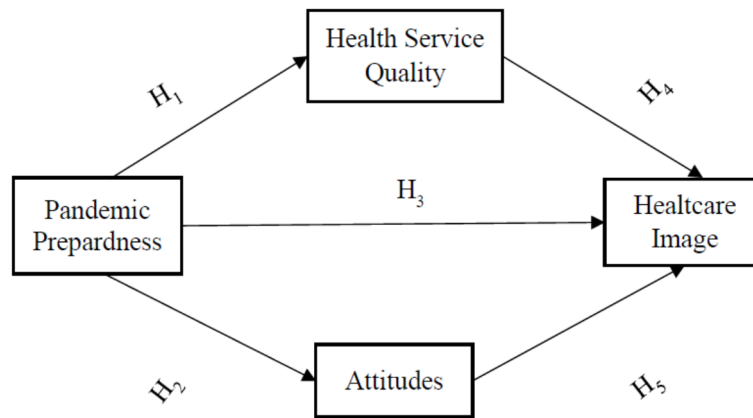 Health Service
Quality
H₁
H₄
H₃
Pandemic
Prepardness
Healtcare
Image
Attitudes
H₂
H₅